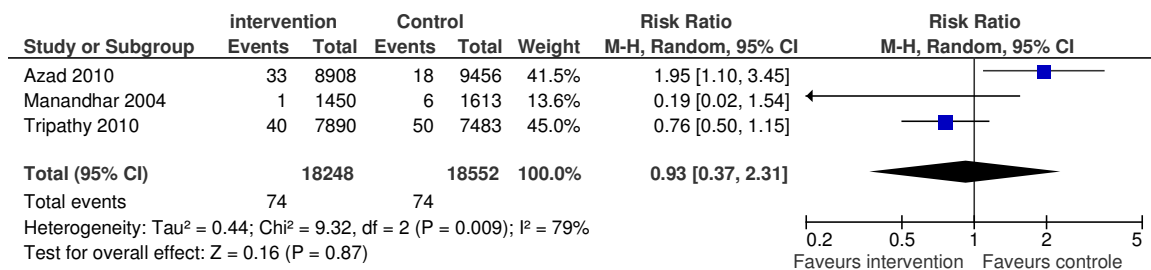 intervention Control Risk Ratio Risk Ratio
Study or Subgroup Events Total Events Total Weight M-H, Random, 95% CI M-H, Random, 95% CI
Azad 2010 33 8908 18 9456 41.5% 1.95 [1.10, 3.45]
Manandhar 2004 1 1450 6 1613 13.6% 0.19 [0.02, 1.54]
Tripathy 2010 40 7890 50 7483 45.0% 0.76 [0.50, 1.15]
Total (95% CI) 18248 18552 100.0% 0.93 [0.37, 2.31]
Total events 74 74
Heterogeneity: Tau² = 0.44; Chi² = 9.32, df = 2 (P = 0.009); I² = 79%
Test for overall effect: Z = 0.16 (P = 0.87)
0.2 0.5 1 2 5
Faveurs intervention Faveurs controle